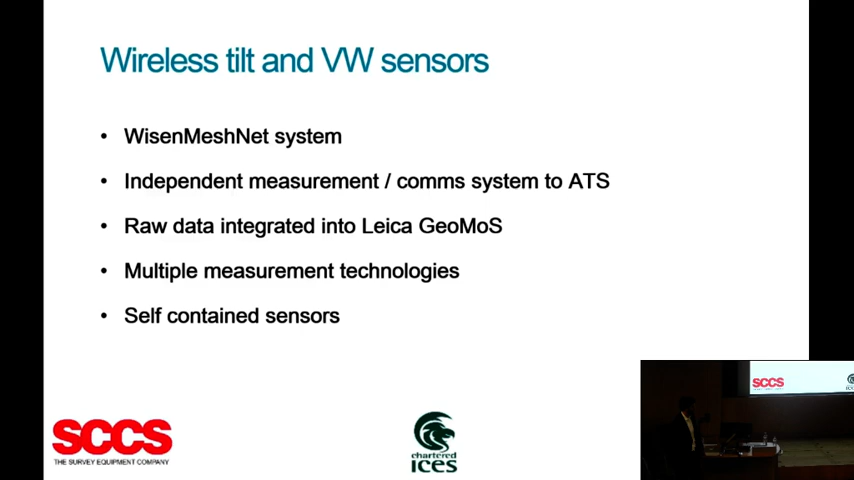 Wireless tilt and VW sensors
• WisenMeshNet system
• Independent measurement / comms system to ATS
• Raw data integrated into Leica GeoMoS
• Multiple measurement technologies
• Self contained sensors
SCCS
THE SURVEY EQUIPMENT COMPANY
chartered
ices
SCCS